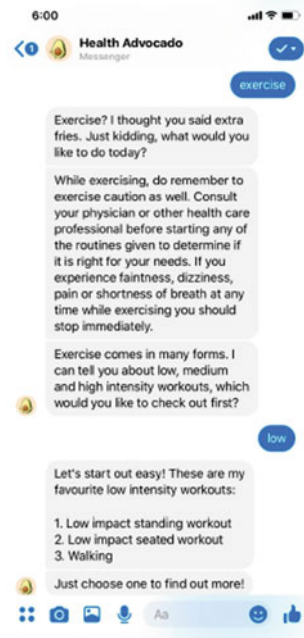 6:00
1
Health Advocado
Messenger
exercise
Exercise? I thought you said extra
fries. Just kidding, what would you
like to do today?
While exercising, do remember to
exercise caution as well. Consult
your physician or other health care
professional before starting any of
the routines given to determine if
it is right for your needs. If you
experience faintness, dizziness,
pain or shortness of breath at any
time while exercising you should
stop immediately.
Exercise comes in many forms. I
can tell you about low, medium
and high intensity workouts, which
would you like to check out first?
low
Let's start out easy! These are my
favourite low intensity workouts:
1. Low impact standing workout
2. Low impact seated workout
3. Walking
Just choose one to find out more!
Aa